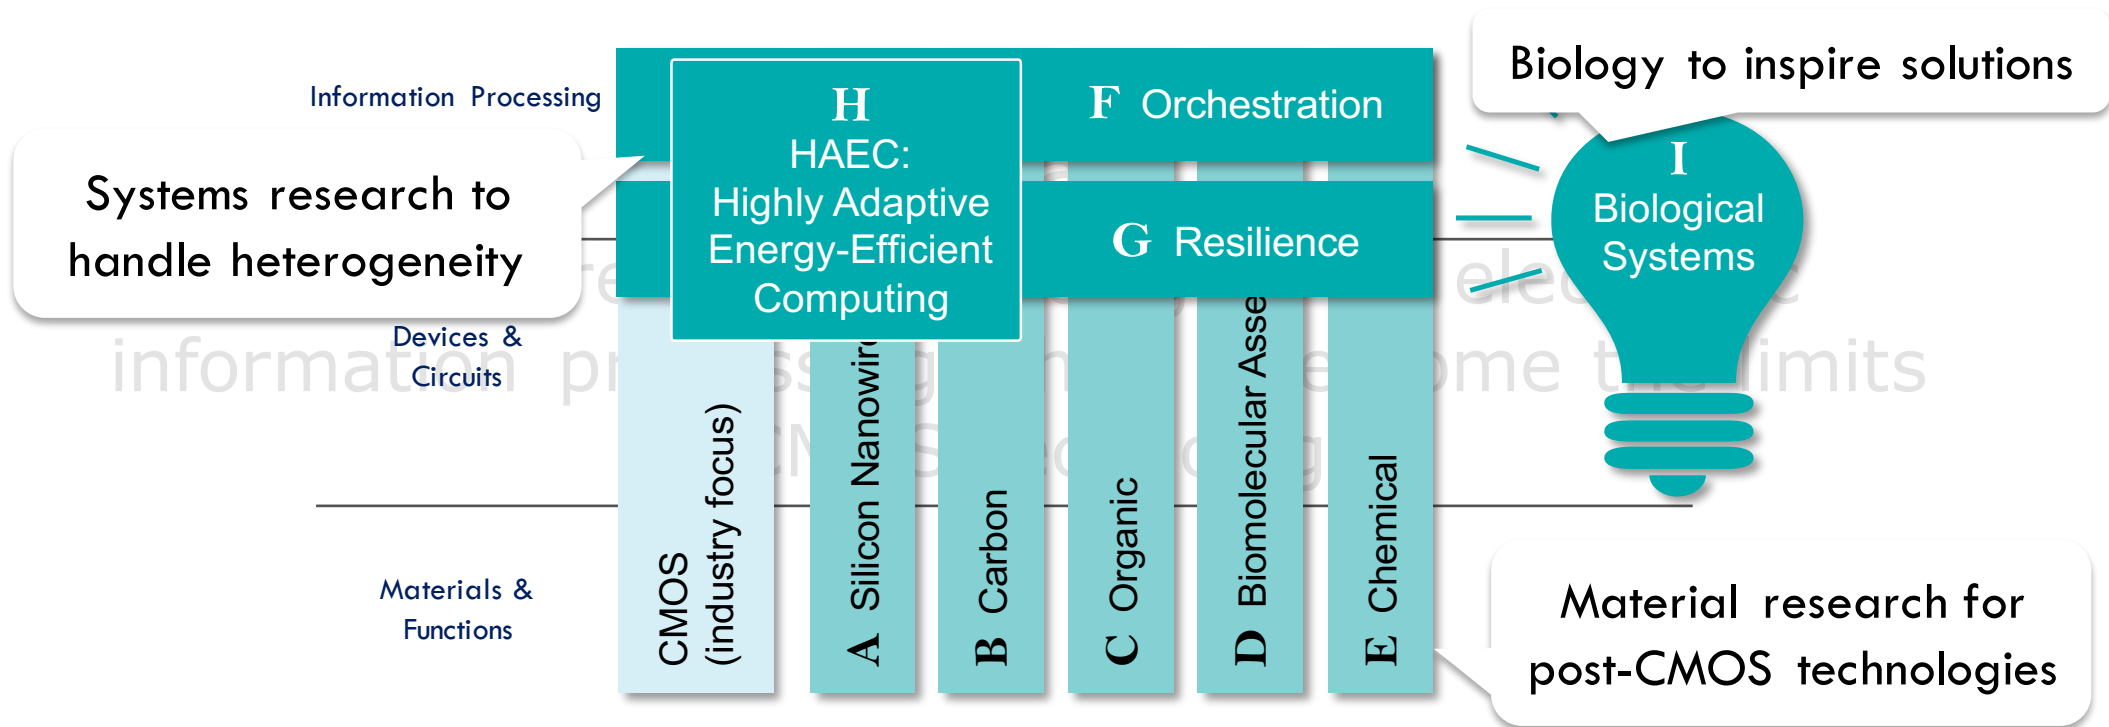 Biology to inspire solutions
Information Processing
H
HAEC:
Highly Adaptive
Energy-Efficient
Computing
F Orchestration
G Resilience
I
Biological
Systems
Systems research to
handle heterogeneity
Devices &
Circuits
information
limits
Materials &
Functions
CMOS
(industry focus)
A Silicon
B Carbon
C Organic
D Biomolecular
E Chemical
Material research for
post-CMOS technologies